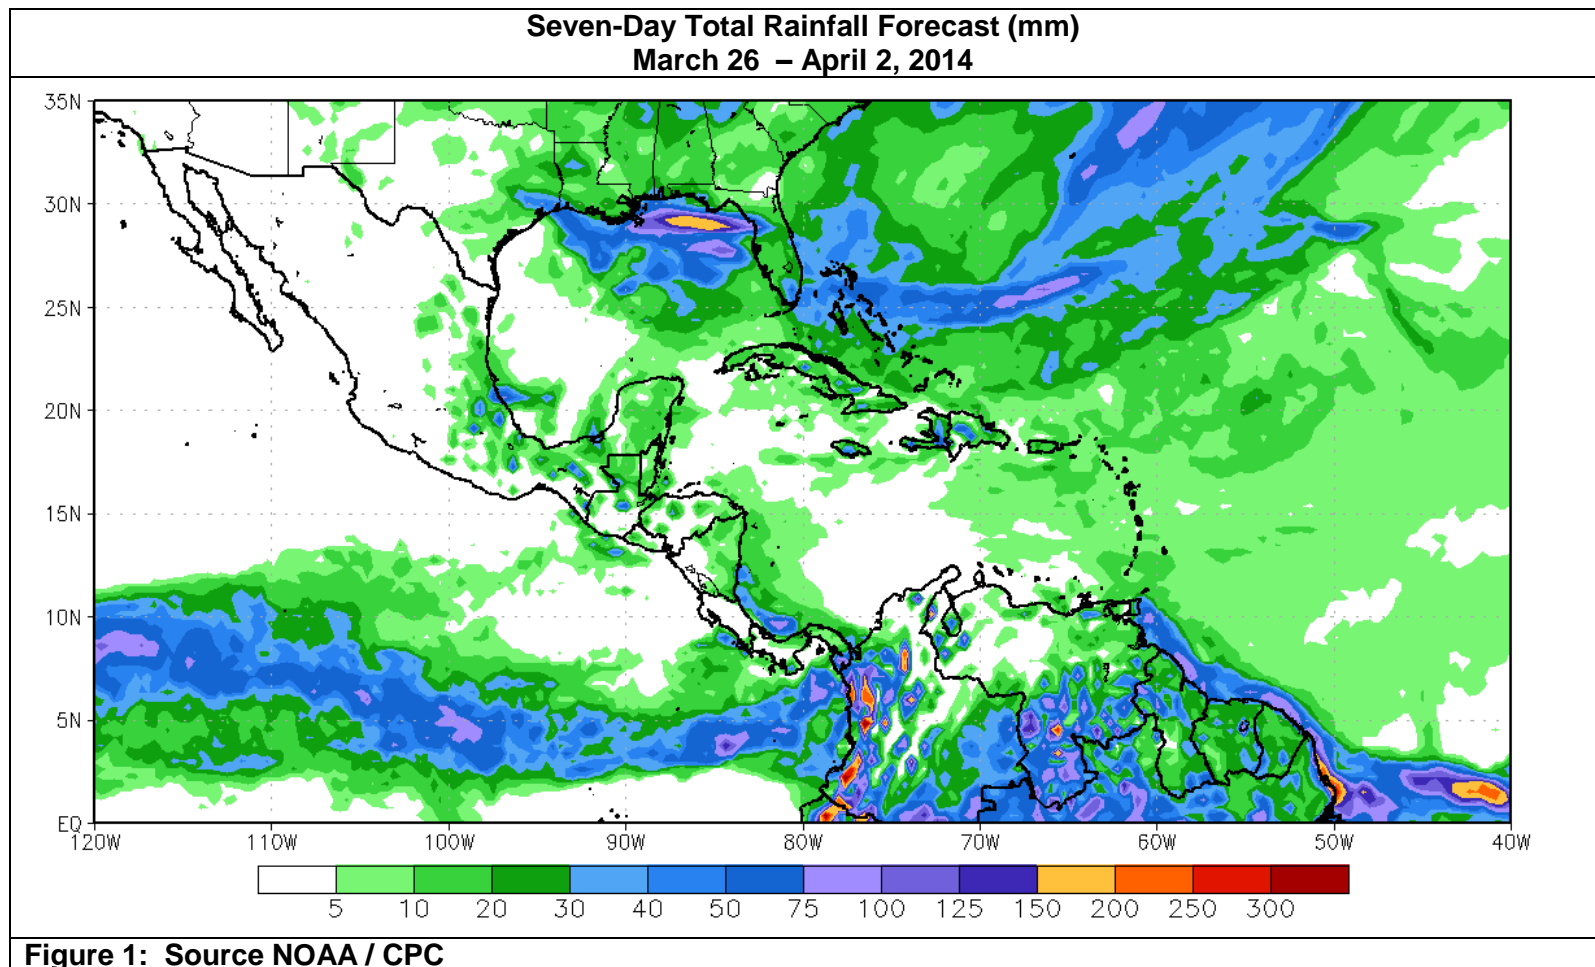 Seven-Day Total Rainfall Forecast (mm)
March 26 – April 2, 2014
35N
30N
25N
20N
15N
10N
5N
EQ
120W 110W 100W 90W 80W 70W 60W 50W 40W
5 10 20 30 40 50 75 100 125 150 200 250 300
Figure 1: Source NOAA / CPC